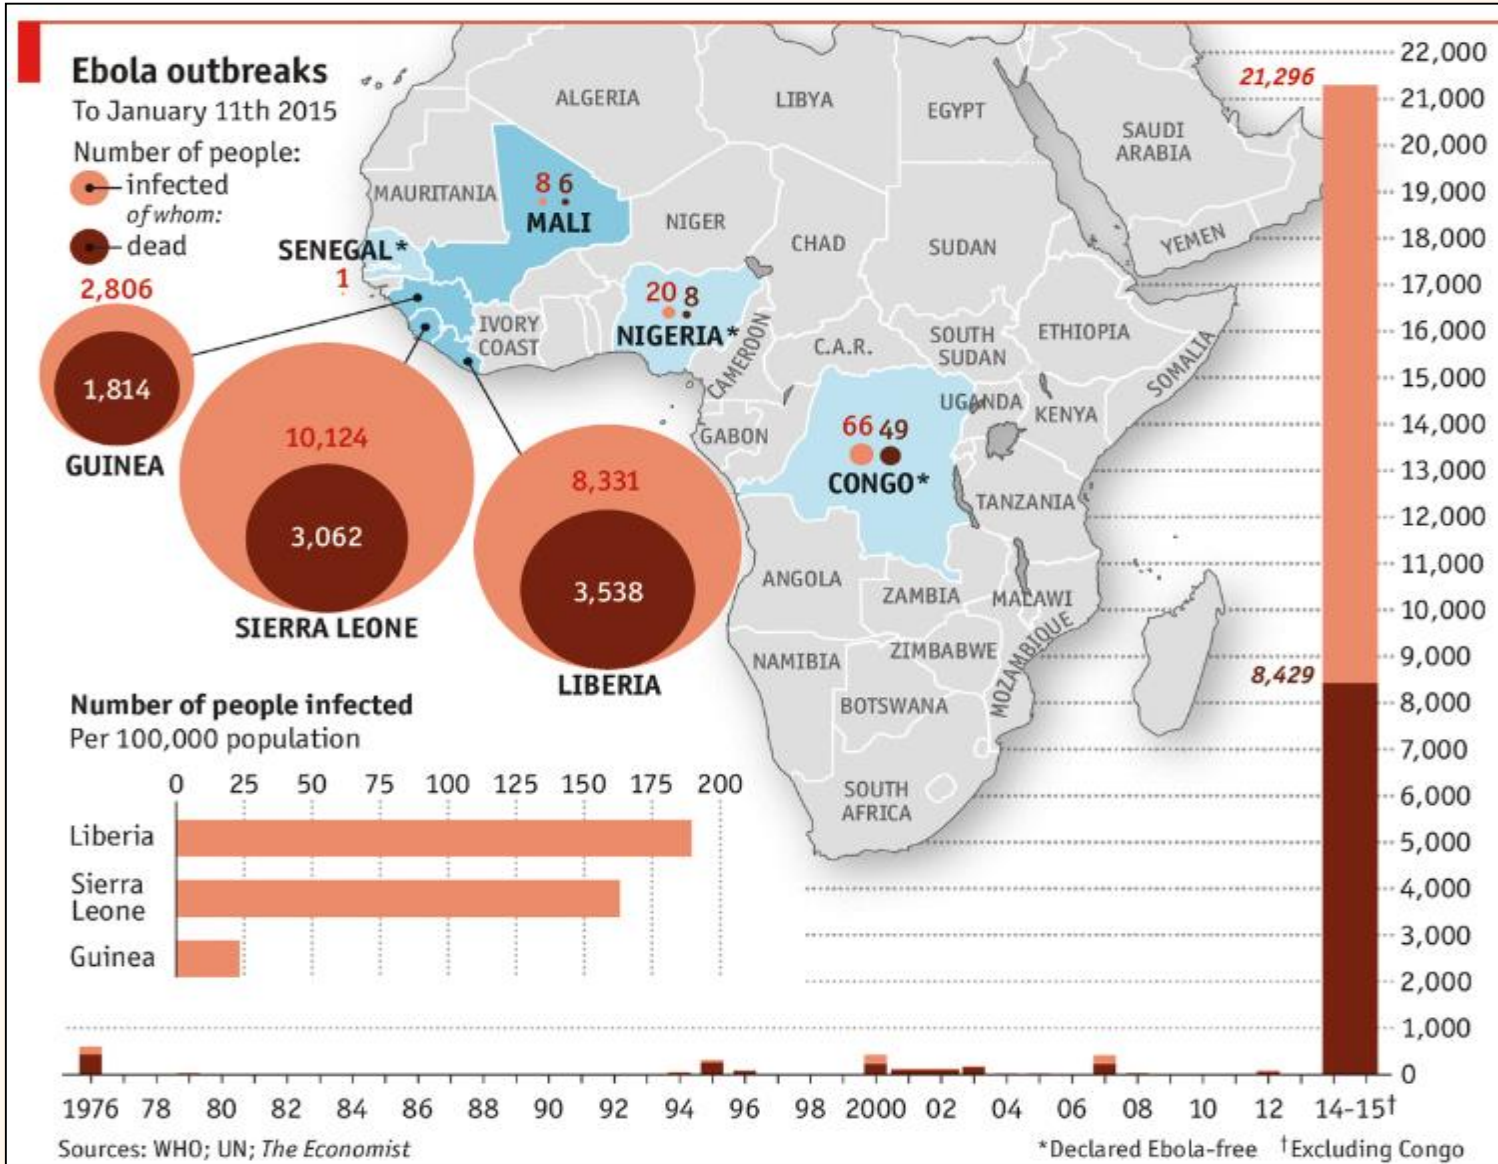 Ebola outbreaks
To January 11th 2015
Number of people:
infected
of whom:
dead
2,806
1,814
GUINEA
10,124
3,062
SIERRA LEONE
8,331
3,538
LIBERIA
SENEGAL*
1
8 6
MALI
20 8
NIGERIA*
66 49
CONGO*
ALGERIA
LIBYA
EGYPT
SAUDI
ARABIA
MAURITANIA
NIGER
CHAD
SUDAN
YEMEN
IVORY
COAST
CAMEROON
C.A.R.
SOUTH
SUDAN
ETHIOPIA
SOMALIA
UGANDA
KENYA
GABON
TANZANIA
ANGOLA
ZAMBIA
MALAWI
MOZAMBIQUE
ZIMBABWE
NAMIBIA
BOTSWANA
SOUTH
AFRICA
21,296
8,429
22,000
21,000
20,000
19,000
18,000
17,000
16,000
15,000
14,000
13,000
12,000
11,000
10,000
9,000
8,000
7,000
6,000
5,000
4,000
3,000
2,000
1,000
0
Number of people infected
Per 100,000 population
0 25 50 75 100 125 150 175 200
Liberia
Sierra
Leone
Guinea
1976 78 80 82 84 86 88 90 92 94 96 98 2000 02 04 06 08 10 12 14-15†
Sources: WHO; UN; The Economist
*Declared Ebola-free †Excluding Congo